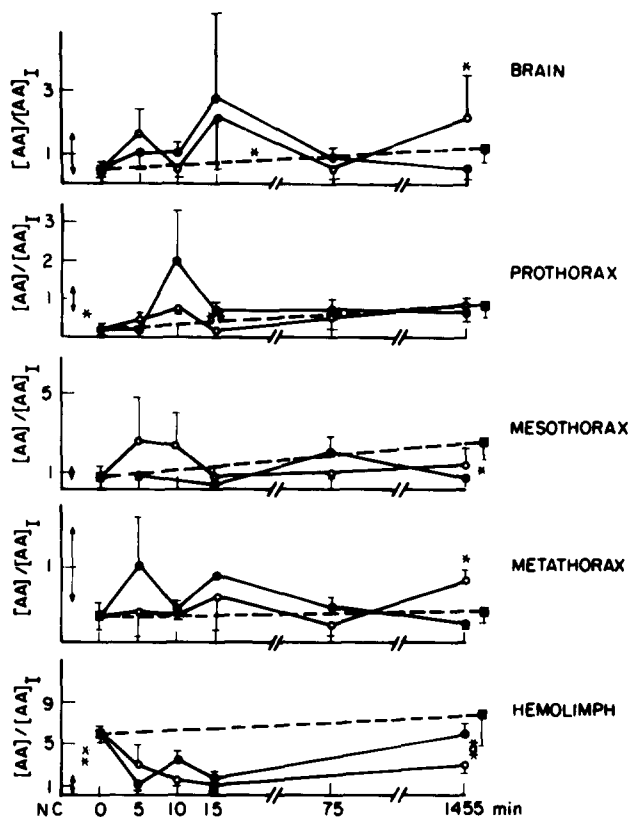 [AA]/[AA]I
3
1
*
*
BRAIN
[AA]/[AA]I
3
2
1
*
*
PROTHORAX
[AA]/[AA]I
5
1
*
MESOTHORAX
[AA]/[AA]I
1
*
METATHORAX
[AA]/[AA]I
9
5
1
HEMOLIMPH
NC 0 5 10 15 75 1455 min